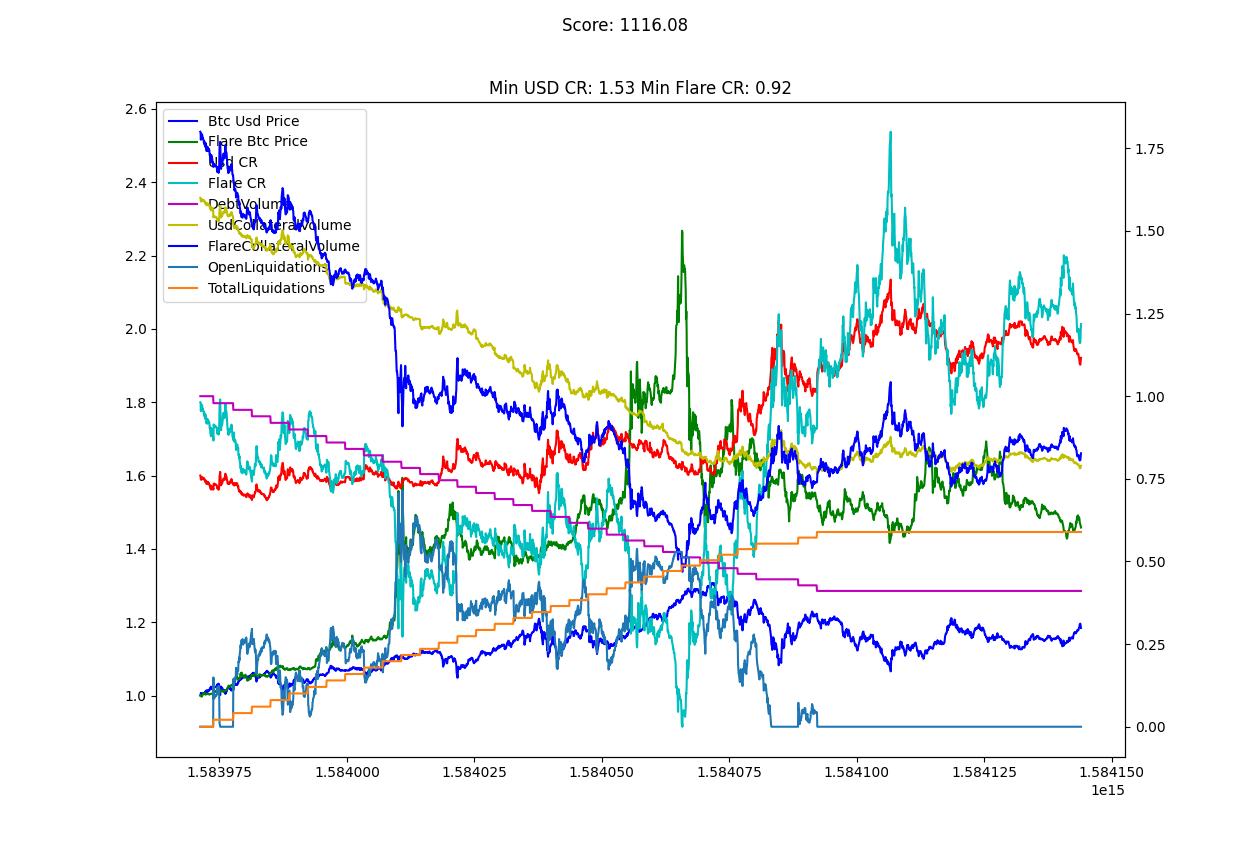 Score: 1116.08
Min USD CR: 1.53 Min Flare CR: 0.92
Btc Usd Price
Flare Btc Price
Usd CR
Flare CR
DebtVolume
UsdCollateralVolume
FlareCollateralVolume
OpenLiquidations
TotalLiquidations
2.6
2.4
2.2
2.0
1.8
1.6
1.4
1.2
1.0
1.75
1.50
1.25
1.00
0.75
0.50
0.25
0.00
1.583975 1.584000 1.584025 1.584050 1.584075 1.584100 1.584125 1.584150
1e15